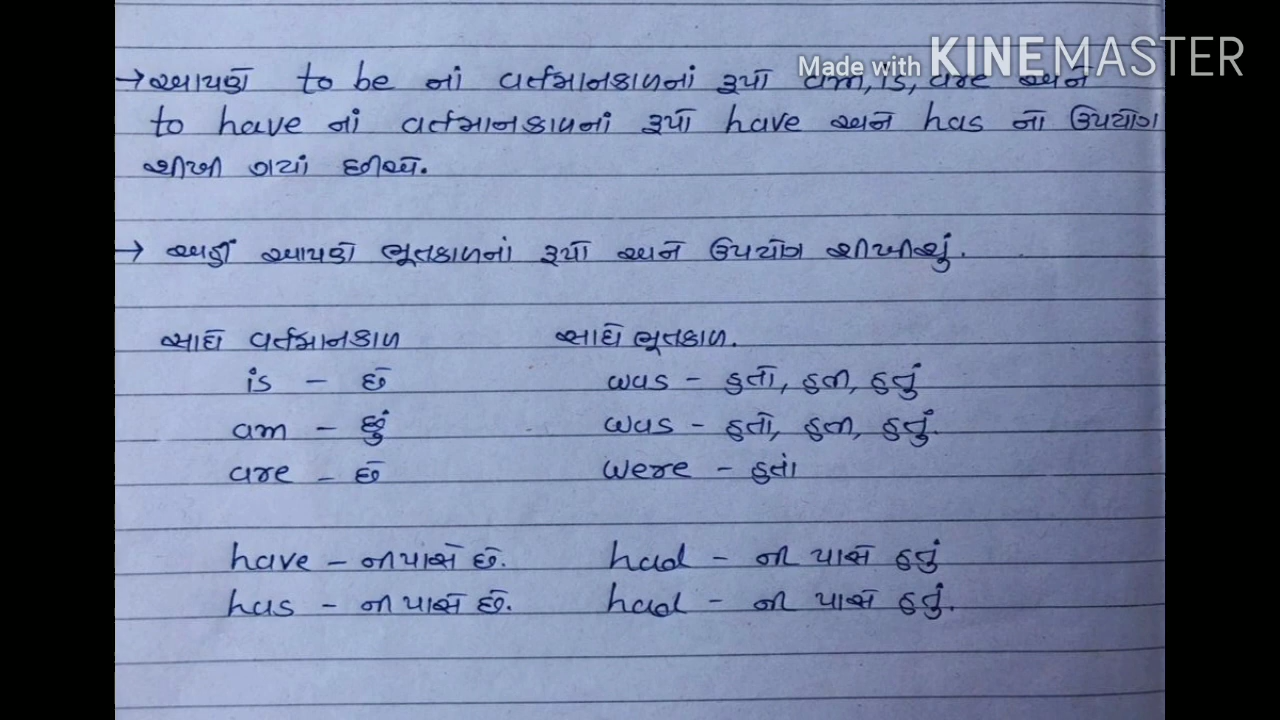 Made with KINEMASTER
→ આપણે to be નાં વર્તમાનકાળનાં રૂપો am, is, are અને
to have નાં વર્તમાનકાળનાં રૂપો have અને has નો ઉપયોગ
શીખી ગયાં છીએ.
→ અહીં આપણે ભૂતકાળનાં રૂપો અને ઉપયોગ શીખીશું.
સાદો વર્તમાનકાળ સાદો ભૂતકાળ.
is - છે was - હતો, હતી, હતું
am - છું was - હતો, હતી, હતું.
are - છે were - હતાં
have - ની પાસે છે. had - ની પાસે હતું
has - ની પાસે છે. had - ની પાસે હતું.